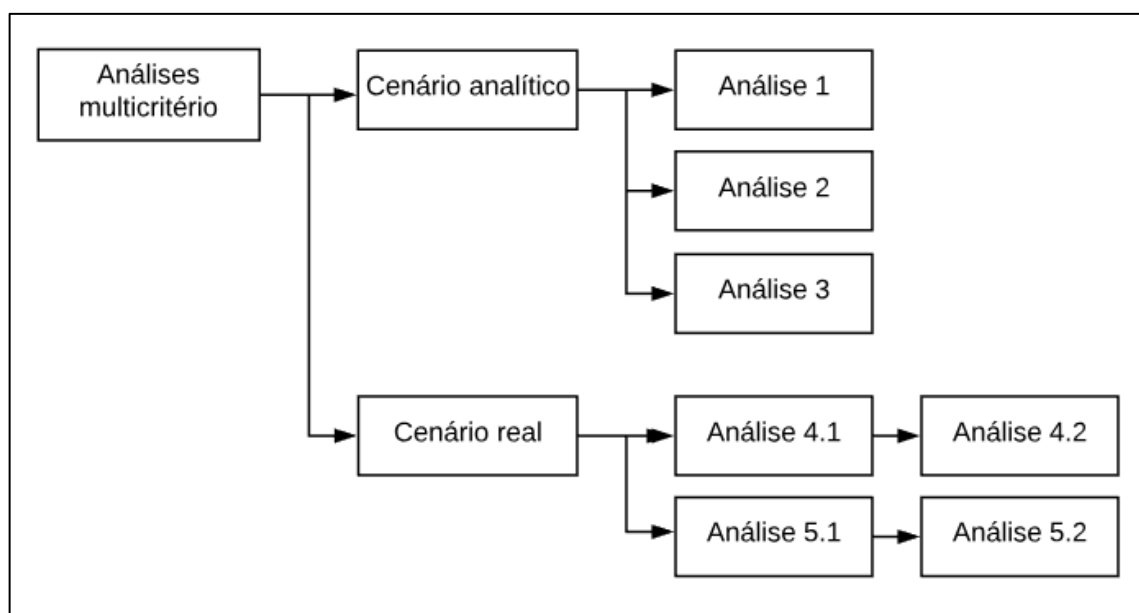 Análises
multicritério
Cenário analítico
Análise 1
Análise 2
Análise 3
Cenário real
Análise 4.1
Análise 4.2
Análise 5.1
Análise 5.2